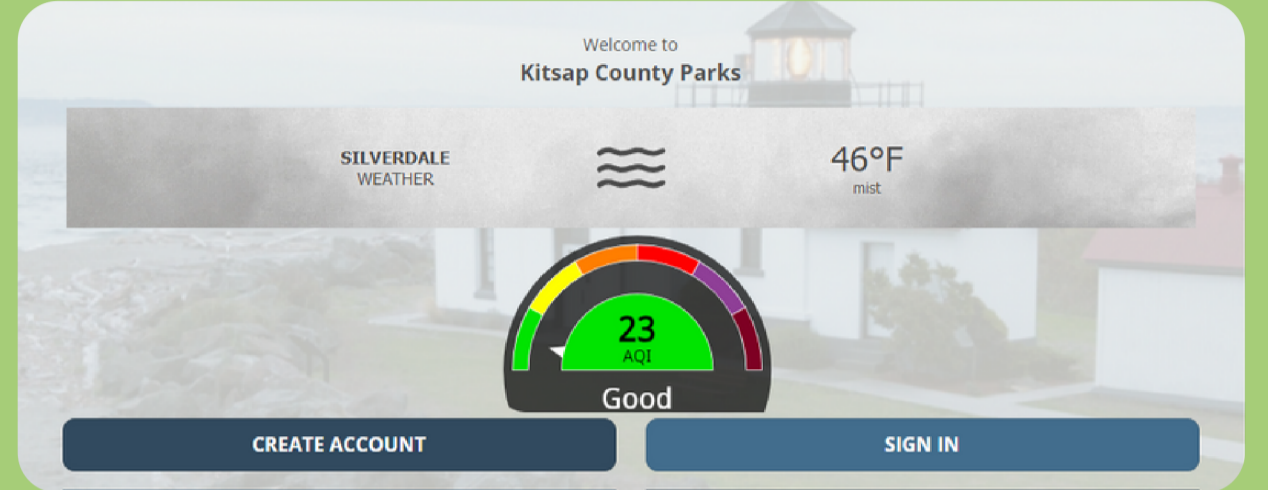 Welcome to
Kitsap County Parks
SILVERDALE
WEATHER
46°F
mist
23
AQI
Good
CREATE ACCOUNT
SIGN IN